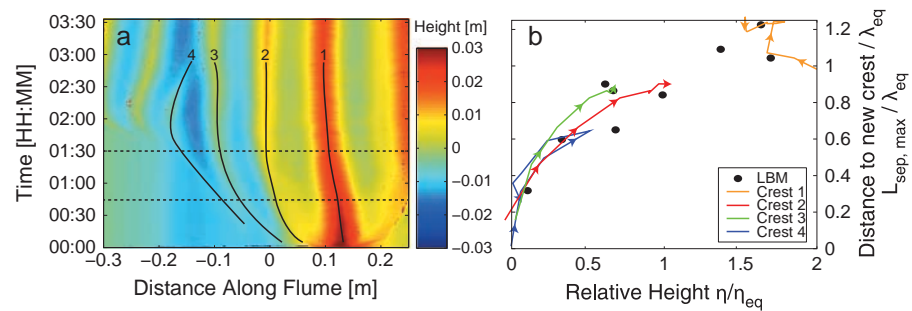 a
4 3 2 1
Time [HH:MM]
03:30
03:00
02:30
02:00
01:30
01:00
00:30
00:00
−0.3 −0.2 −0.1 0 0.1 0.2
Distance Along Flume [m]
Height [m]
0.03
0.02
0.01
0
−0.01
−0.02
−0.03
b
LBM
Crest 1
Crest 2
Crest 3
Crest 4
0 0.5 1 1.5 2
Relative Height η/ηeq
1.2
1
0.8
0.6
0.4
0.2
0
Distance to new crest / λeq
Lsep, max / λeq